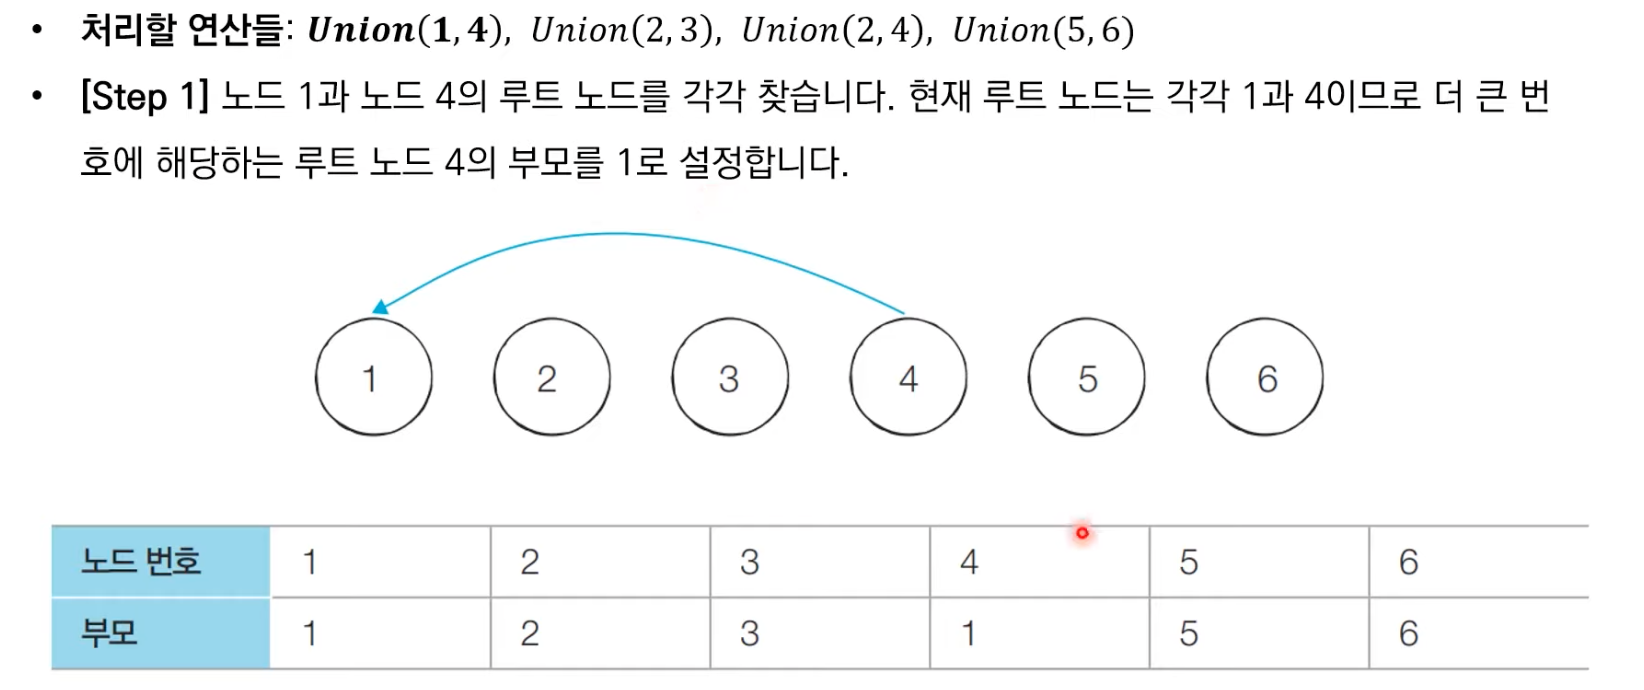 • 처리할 연산들: Union(1,4), Union(2,3), Union(2,4), Union(5,6)
• [Step 1] 노드 1과 노드 4의 루트 노드를 각각 찾습니다. 현재 루트 노드는 각각 1과 4이므로 더 큰 번
호에 해당하는 루트 노드 4의 부모를 1로 설정합니다.
1 2 3 4 5 6
노드 번호 1 2 3 4 5 6
부모 1 2 3 1 5 6